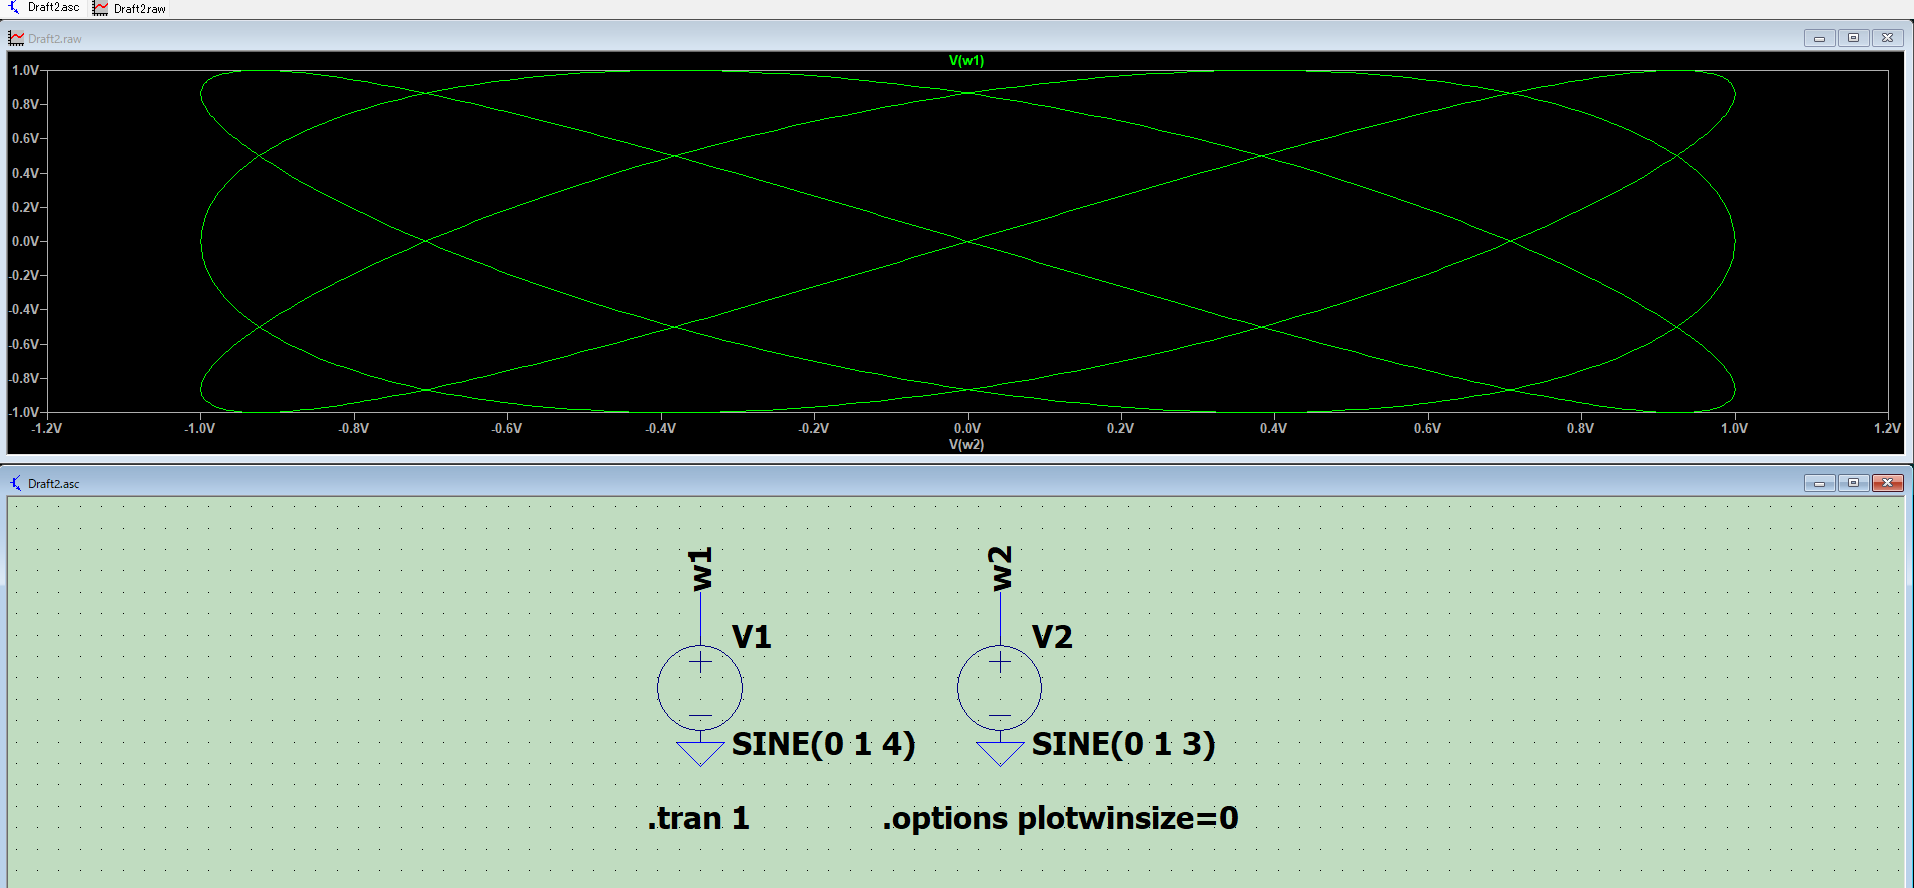 Draft2.asc Draft2.raw
Draft2.raw
V(w1)
1.0V
0.8V
0.6V
0.4V
0.2V
0.0V
-0.2V
-0.4V
-0.6V
-0.8V
-1.0V
-1.2V -1.0V -0.8V -0.6V -0.4V -0.2V 0.0V 0.2V 0.4V 0.6V 0.8V 1.0V 1.2V
V(w2)
Draft2.asc
w1 w2
V1 V2
SINE(0 1 4) SINE(0 1 3)
.tran 1 .options plotwinsize=0